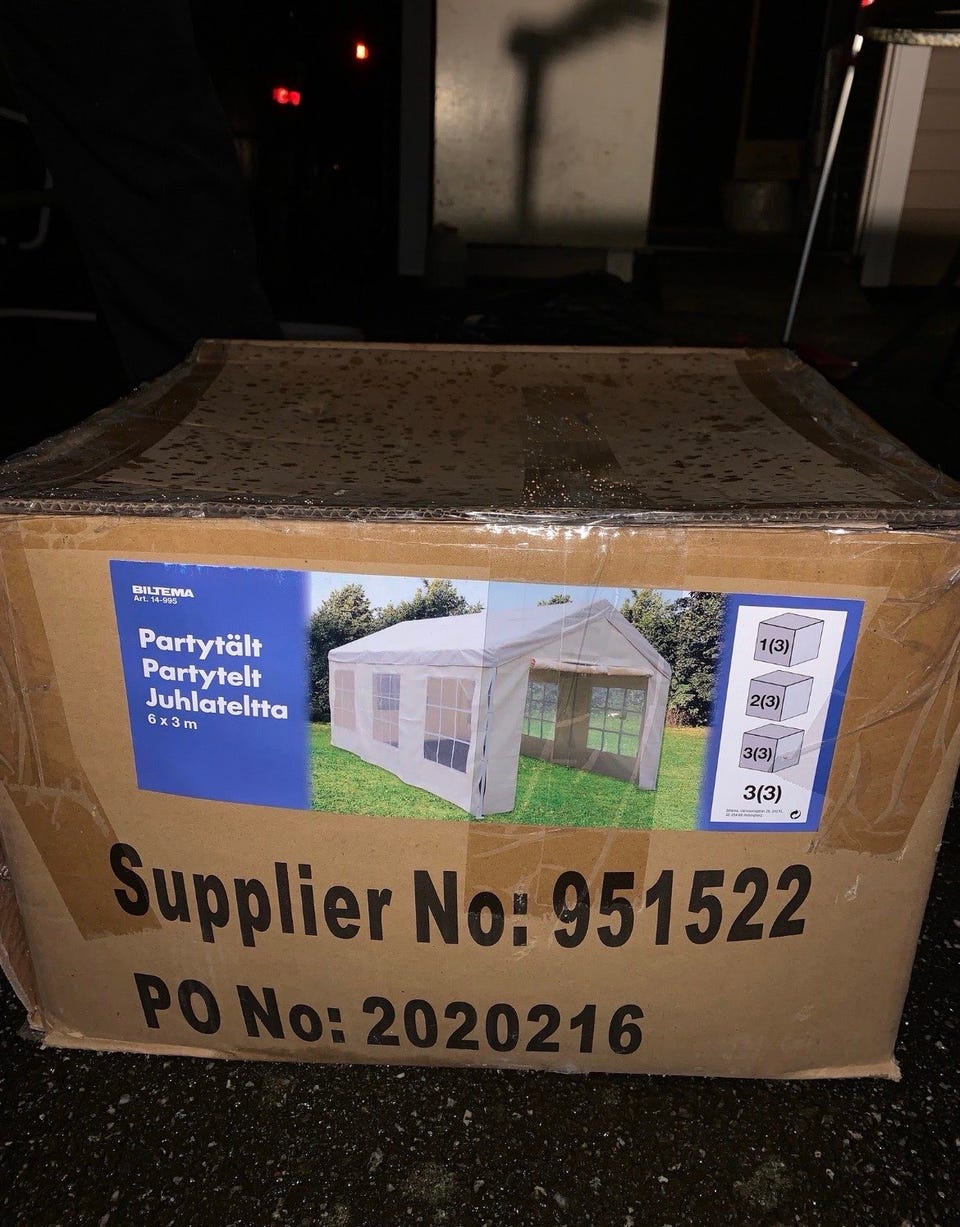 BILTEMA
Art. 14-995
Partytält
Partytelt
Juhlateltta
6 x 3 m
1(3)
2(3)
3(3)
3(3)
Supplier No: 951522
PO No: 2020216